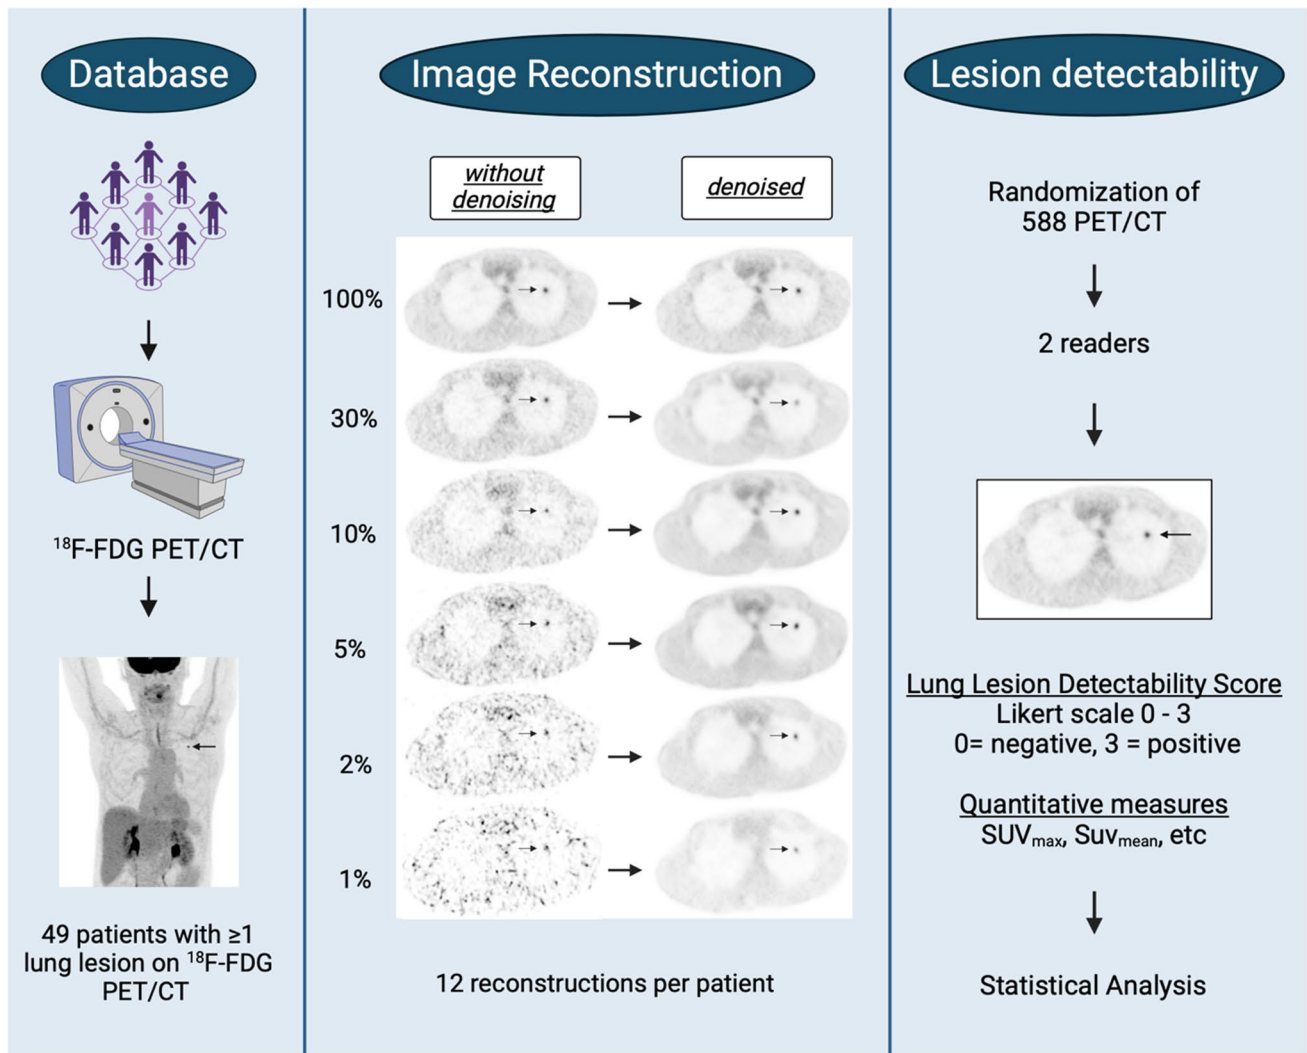 Database
¹⁸F-FDG PET/CT
49 patients with ≥1
lung lesion on ¹⁸F-FDG
PET/CT
Image Reconstruction
without
denoising
denoised
100%
30%
10%
5%
2%
1%
12 reconstructions per patient
Lesion detectability
Randomization of
588 PET/CT
2 readers
Lung Lesion Detectability Score
Likert scale 0 - 3
0= negative, 3 = positive
Quantitative measures
SUVmax, Suvmean, etc
Statistical Analysis